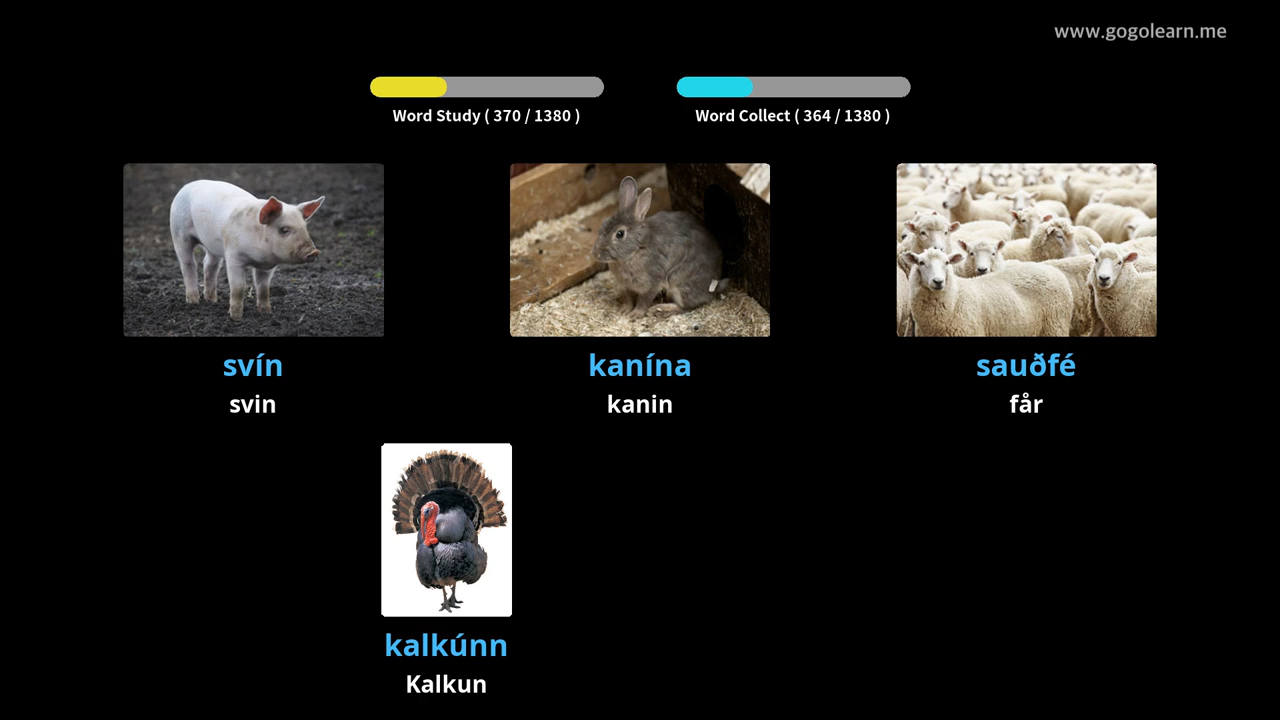 www.gogolearn.me
Word Study ( 370 / 1380 )
Word Collect ( 364 / 1380 )
svín
svin
kanína
kanin
sauðfé
får
kalkúnn
Kalkun